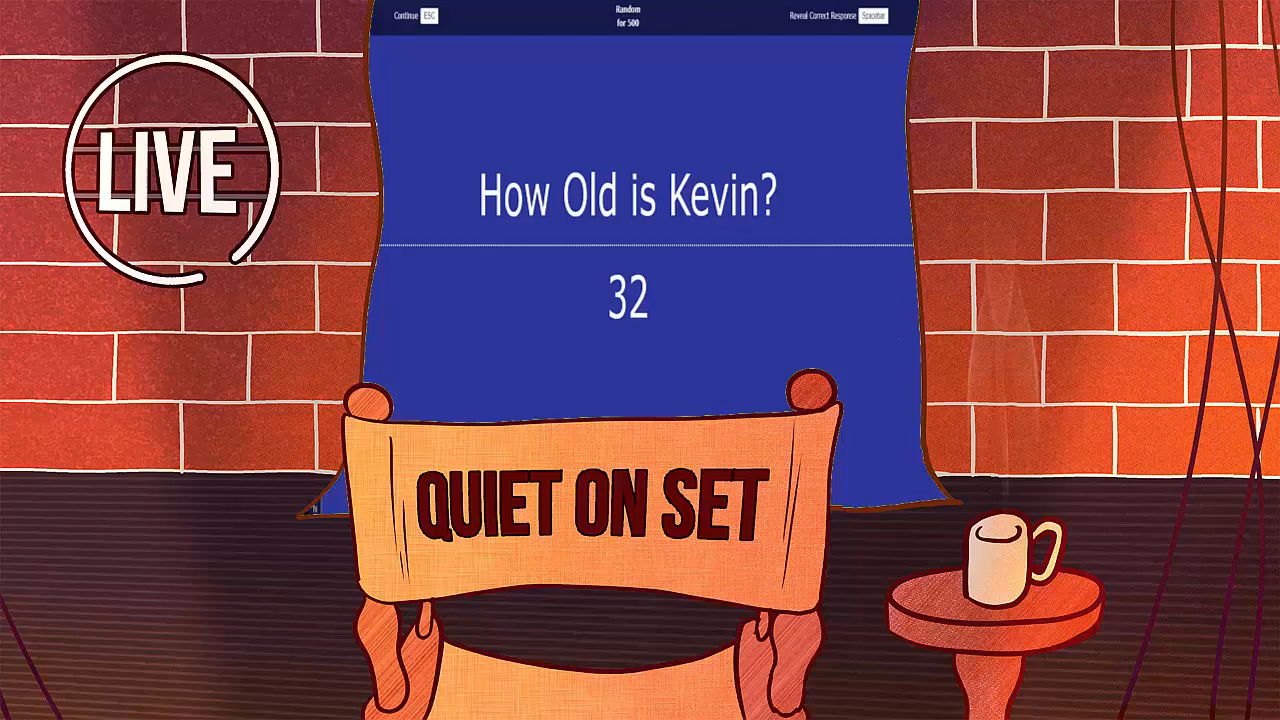 Continue ESC
Random
for 500
Reveal Correct Response Spacebar
LIVE
How Old is Kevin?
32
QUIET ON SET